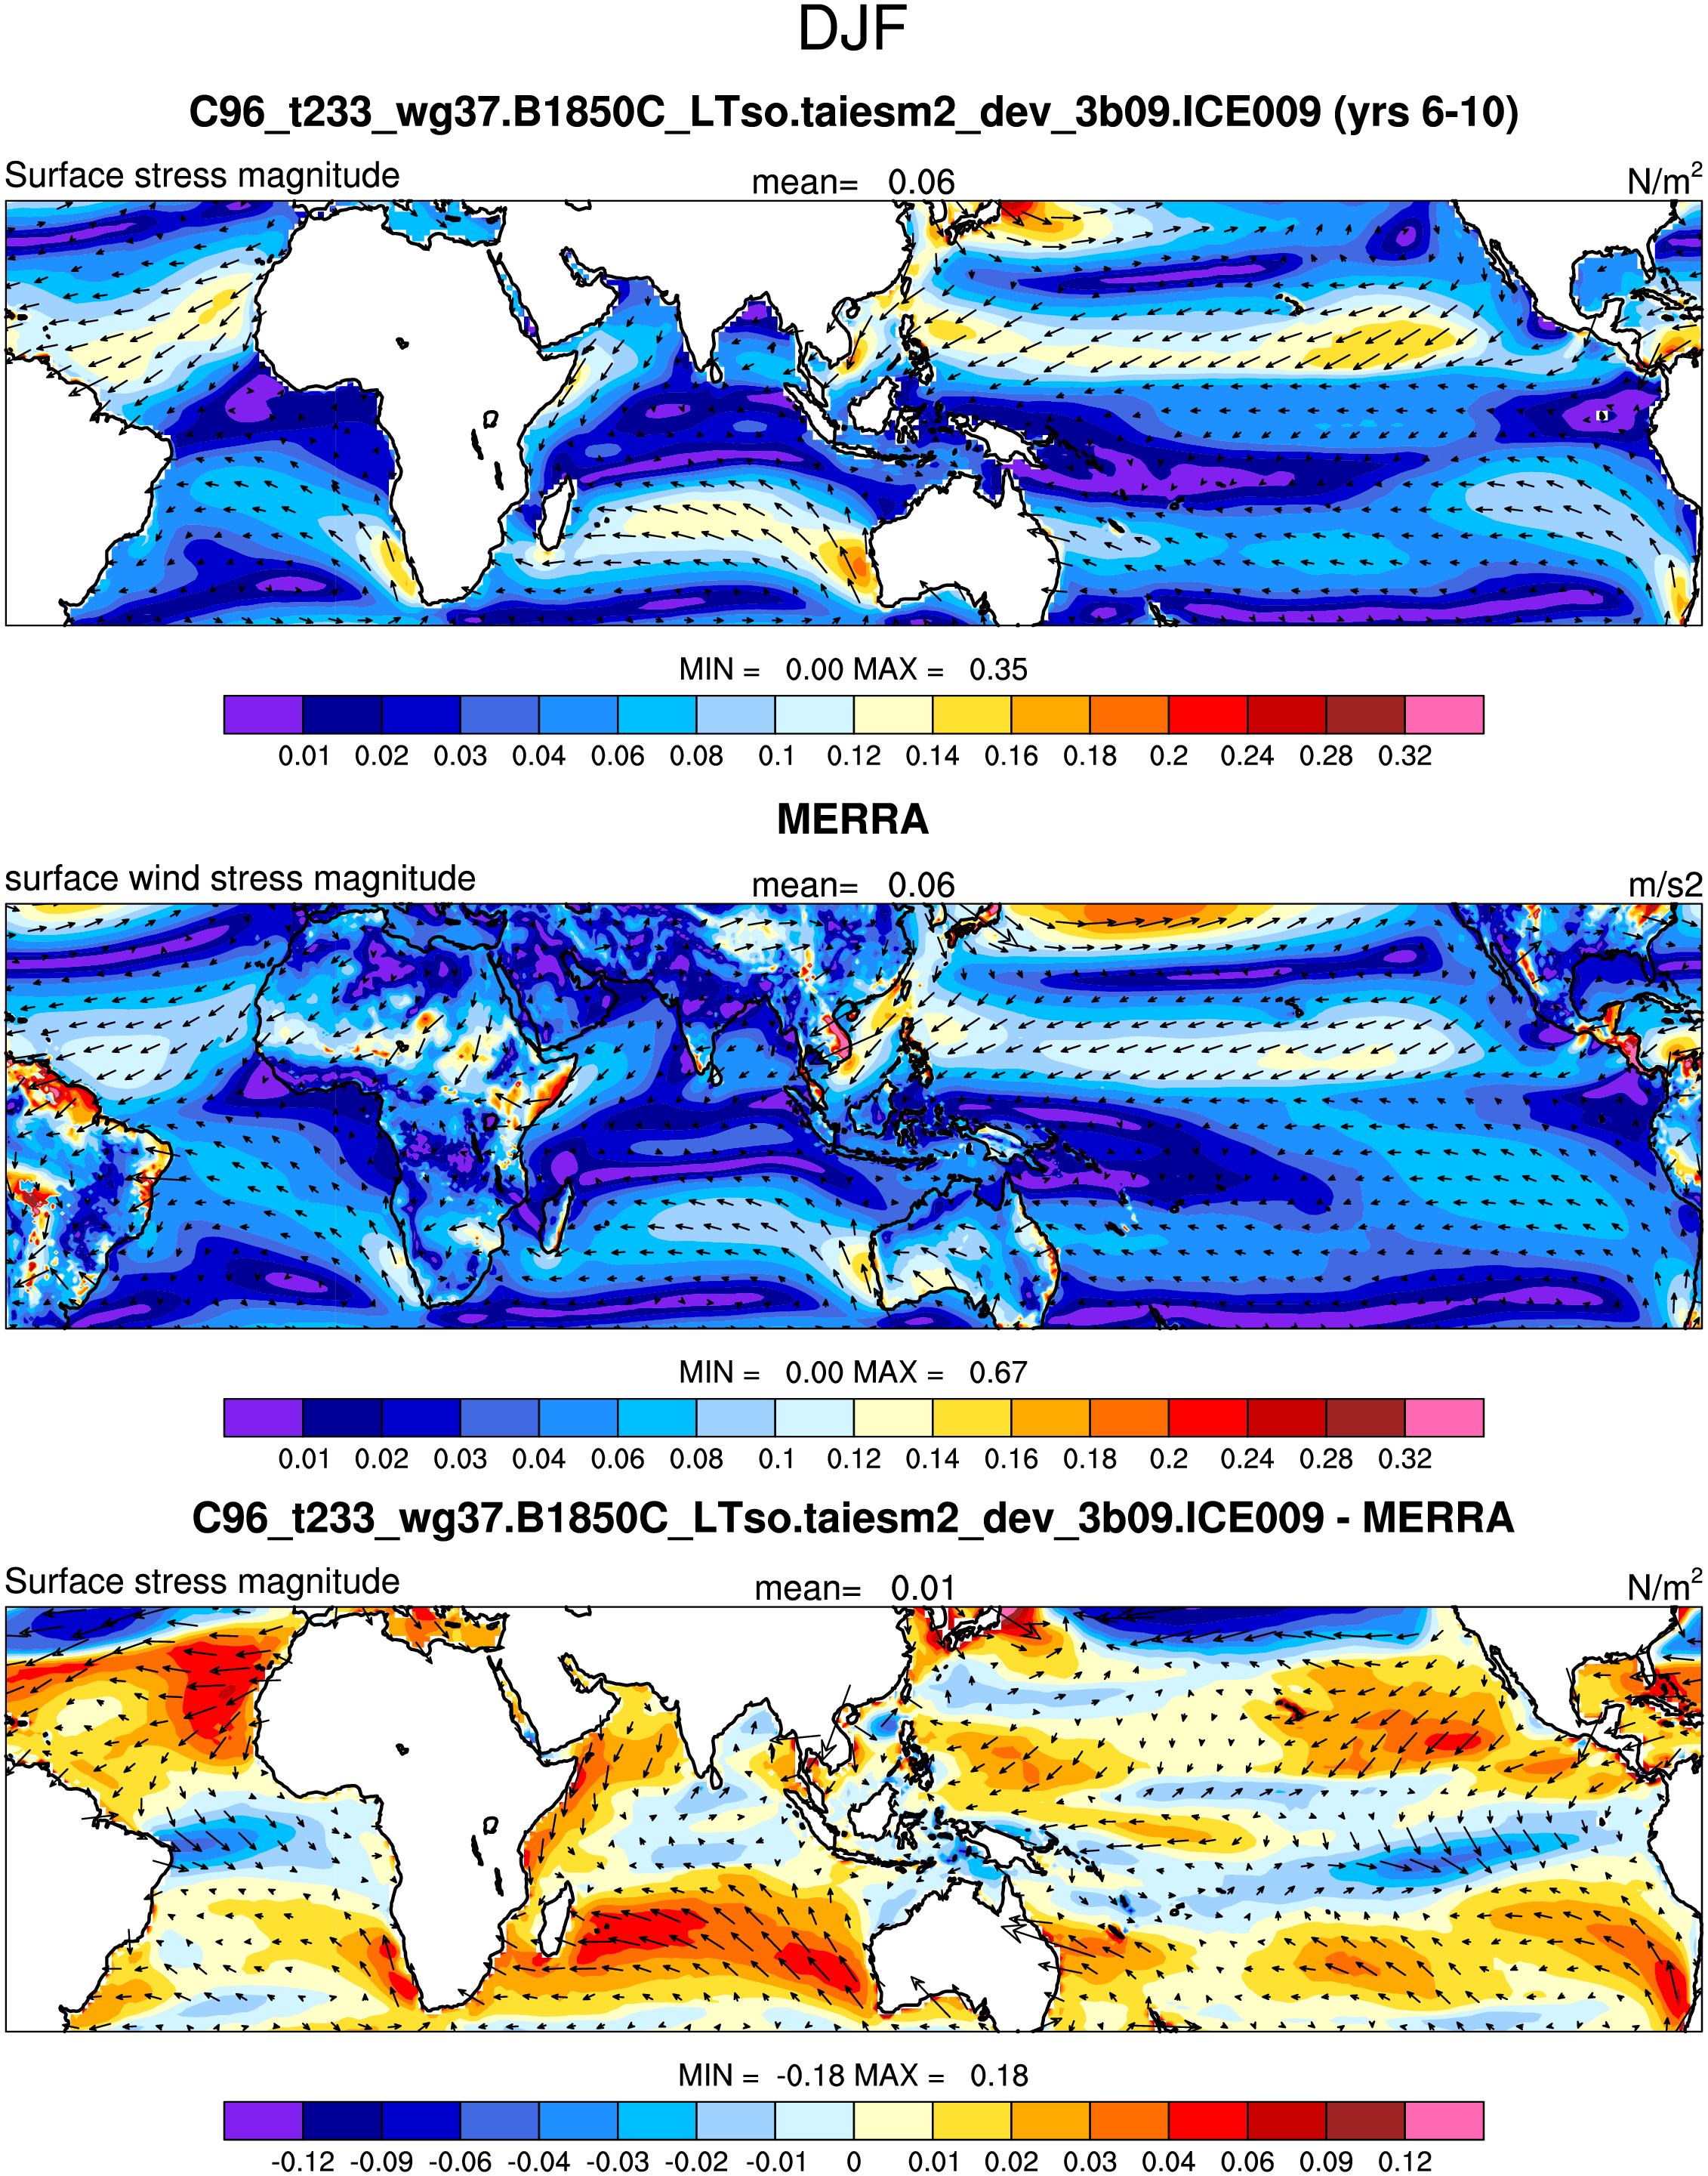 DJF
C96_t233_wg37.B1850C_LTso.taiesm2_dev_3b09.ICE009 (yrs 6-10)
Surface stress magnitude mean= 0.06 N/m2
MIN = 0.00 MAX = 0.35
0.01 0.02 0.03 0.04 0.06 0.08 0.1 0.12 0.14 0.16 0.18 0.2 0.24 0.28 0.32
MERRA
surface wind stress magnitude mean= 0.06 m/s2
MIN = 0.00 MAX = 0.67
0.01 0.02 0.03 0.04 0.06 0.08 0.1 0.12 0.14 0.16 0.18 0.2 0.24 0.28 0.32
C96_t233_wg37.B1850C_LTso.taiesm2_dev_3b09.ICE009 - MERRA
Surface stress magnitude mean= 0.01 N/m2
MIN = -0.18 MAX = 0.18
-0.12 -0.09 -0.06 -0.04 -0.03 -0.02 -0.01 0 0.01 0.02 0.03 0.04 0.06 0.09 0.12